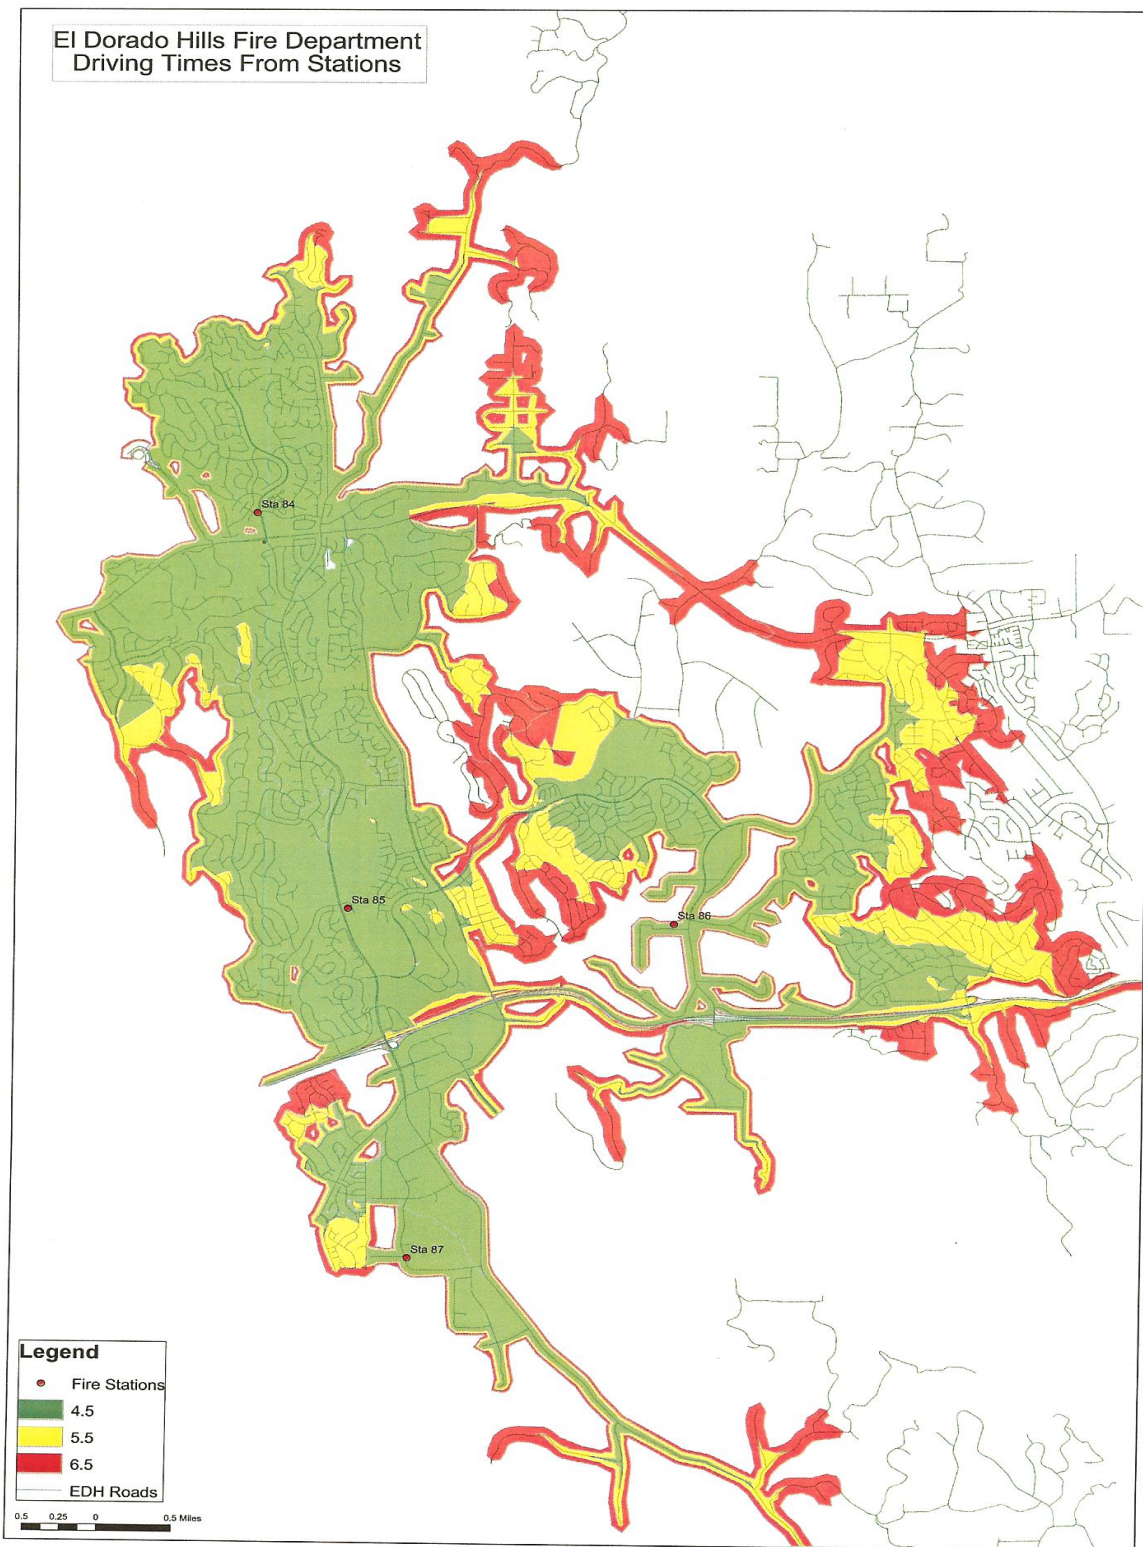 El Dorado Hills Fire Department
Driving Times From Stations
Sta 84
Sta 85
Sta 86
Sta 87
Legend
Fire Stations
4.5
5.5
6.5
EDH Roads
0.5 0.25 0 0.5 Miles